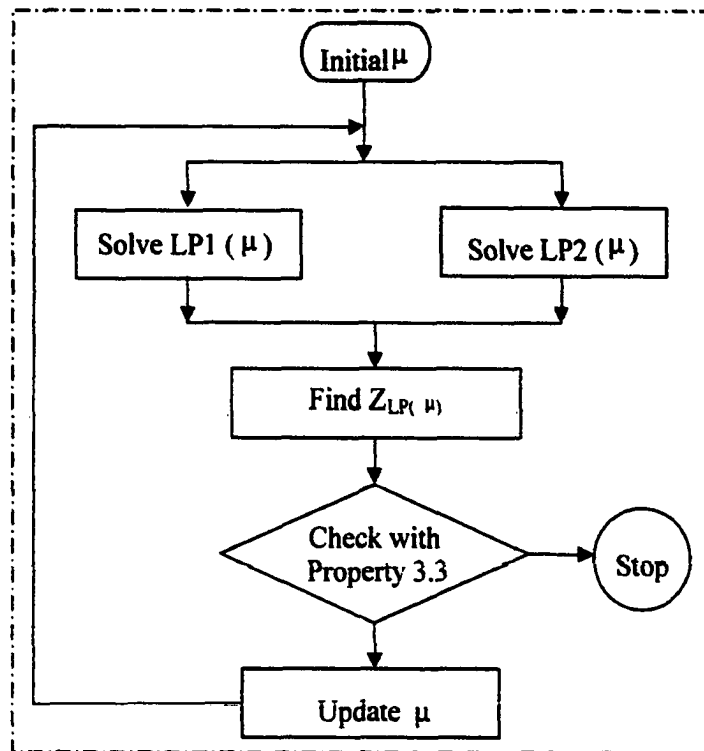 Initial μ
Solve LP1 ( μ )
Solve LP2 ( μ )
Find Z_LP( μ)
Check with
Property 3.3
Stop
Update μ